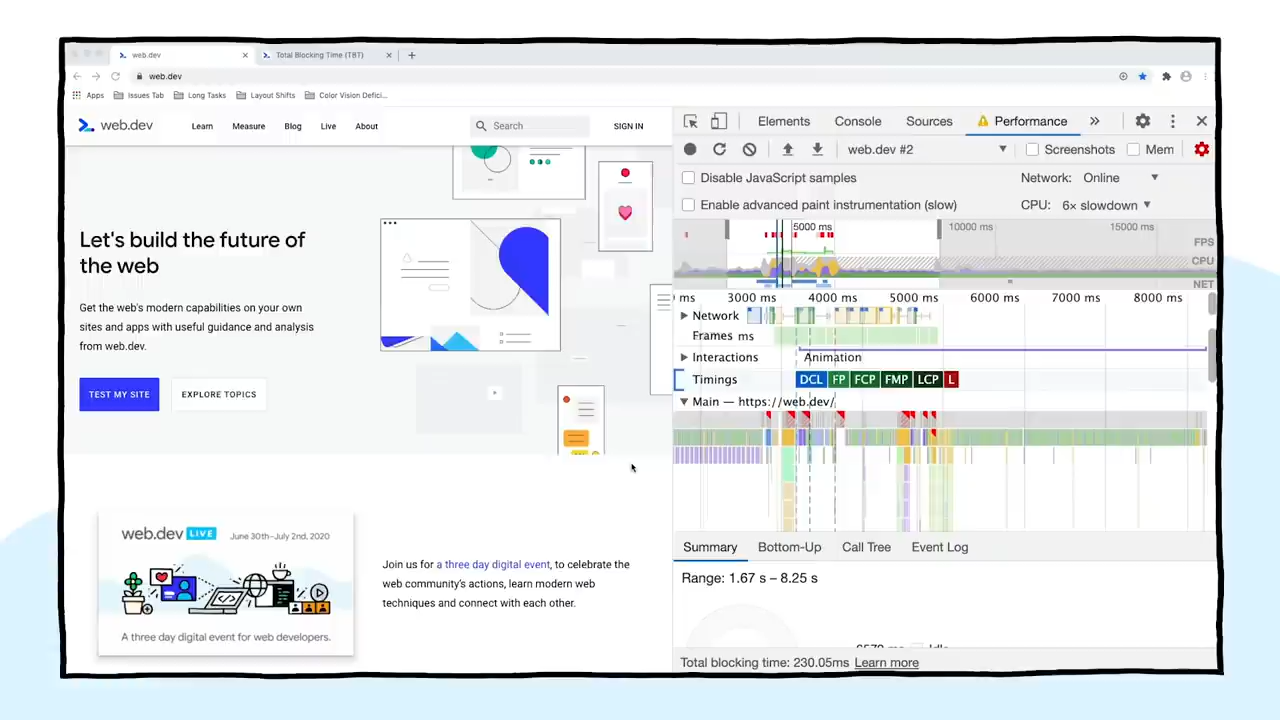 web.dev
Total Blocking Time (TBT)
web.dev
Apps
Issues Tab
Long Tasks
Layout Shifts
Color Vision Defici...
web.dev
Learn
Measure
Blog
Live
About
Search
SIGN IN
Let's build the future of
the web
Get the web's modern capabilities on your own
sites and apps with useful guidance and analysis
from web.dev.
TEST MY SITE
EXPLORE TOPICS
web.dev LIVE
June 30th–July 2nd, 2020
A three day digital event for web developers.
Join us for a three day digital event, to celebrate the
web community's actions, learn modern web
techniques and connect with each other.
Elements
Console
Sources
Performance
web.dev #2
Screenshots
Mem
Disable JavaScript samples
Network: Online
Enable advanced paint instrumentation (slow)
CPU: 6× slowdown
5000 ms
10000 ms
15000 ms
FPS
CPU
NET
ms
3000 ms
4000 ms
5000 ms
6000 ms
7000 ms
8000 ms
Network
Frames ms
Interactions
Animation
Timings
DCL
FP
FCP
FMP
LCP
L
Main — https://web.dev/
Summary
Bottom-Up
Call Tree
Event Log
Range: 1.67 s – 8.25 s
Total blocking time: 230.05ms Learn more